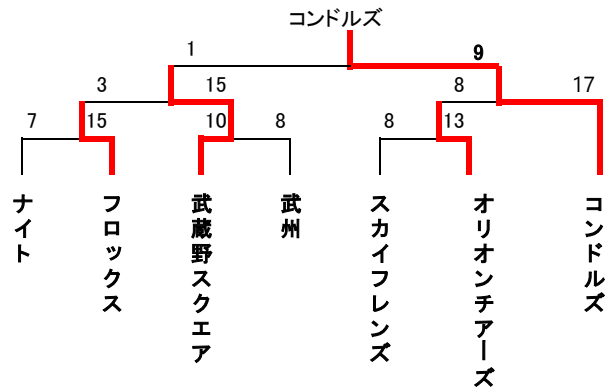 コンドルズ
1 9
3 15 8 17
7 15 10 8 8 13
ナイト
フロックス
武蔵野スクエア
武州
スカイフレンズ
オリオンチアーズ
コンドルズ